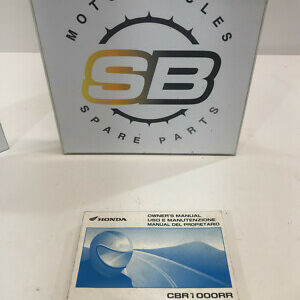 MOTORCYCLES
SB
SPARE PARTS
HONDA
OWNER'S MANUAL
USO E MANUTENZIONE
MANUAL DEL PROPIETARIO
CBR1000RR